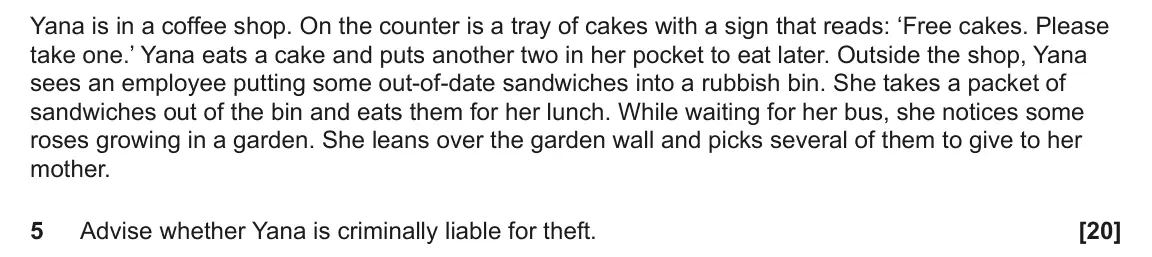 Yana is in a coffee shop. On the counter is a tray of cakes with a sign that reads: ‘Free cakes. Please
take one.’ Yana eats a cake and puts another two in her pocket to eat later. Outside the shop, Yana
sees an employee putting some out-of-date sandwiches into a rubbish bin. She takes a packet of
sandwiches out of the bin and eats them for her lunch. While waiting for her bus, she notices some
roses growing in a garden. She leans over the garden wall and picks several of them to give to her
mother.
5 Advise whether Yana is criminally liable for theft. [20]